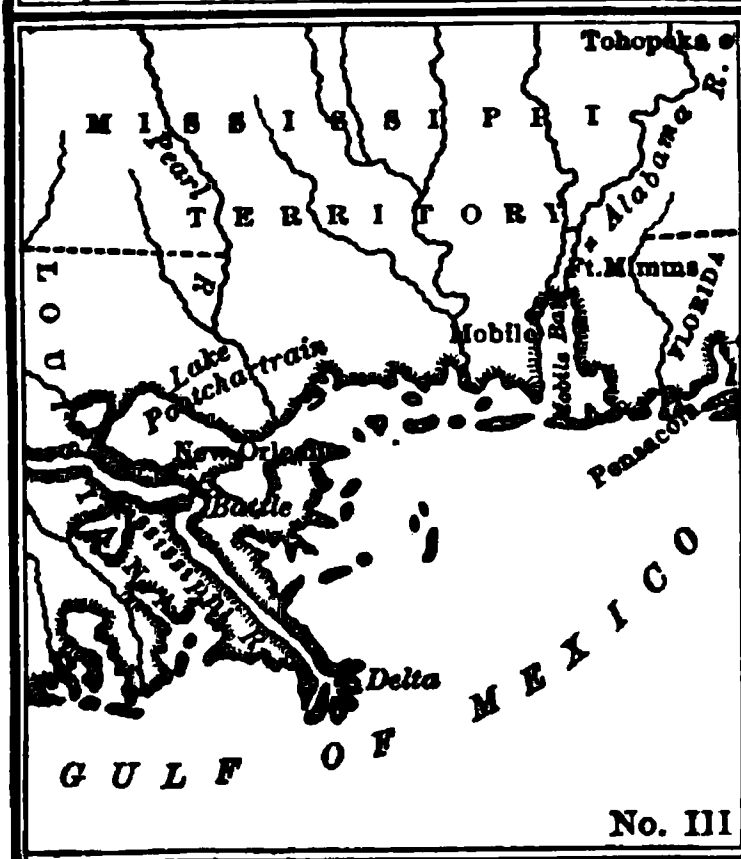 Tohopeka
MISSISSIPPI
TERRITORY
Pearl R.
Alabama R.
Ft. Mimms
FLORIDA
Mobile
Mobile Bay
Pensacola
LOUISIANA
Lake
Pontchartrain
New Orleans
Battle
Mississippi R.
Delta
GULF OF MEXICO
No. III